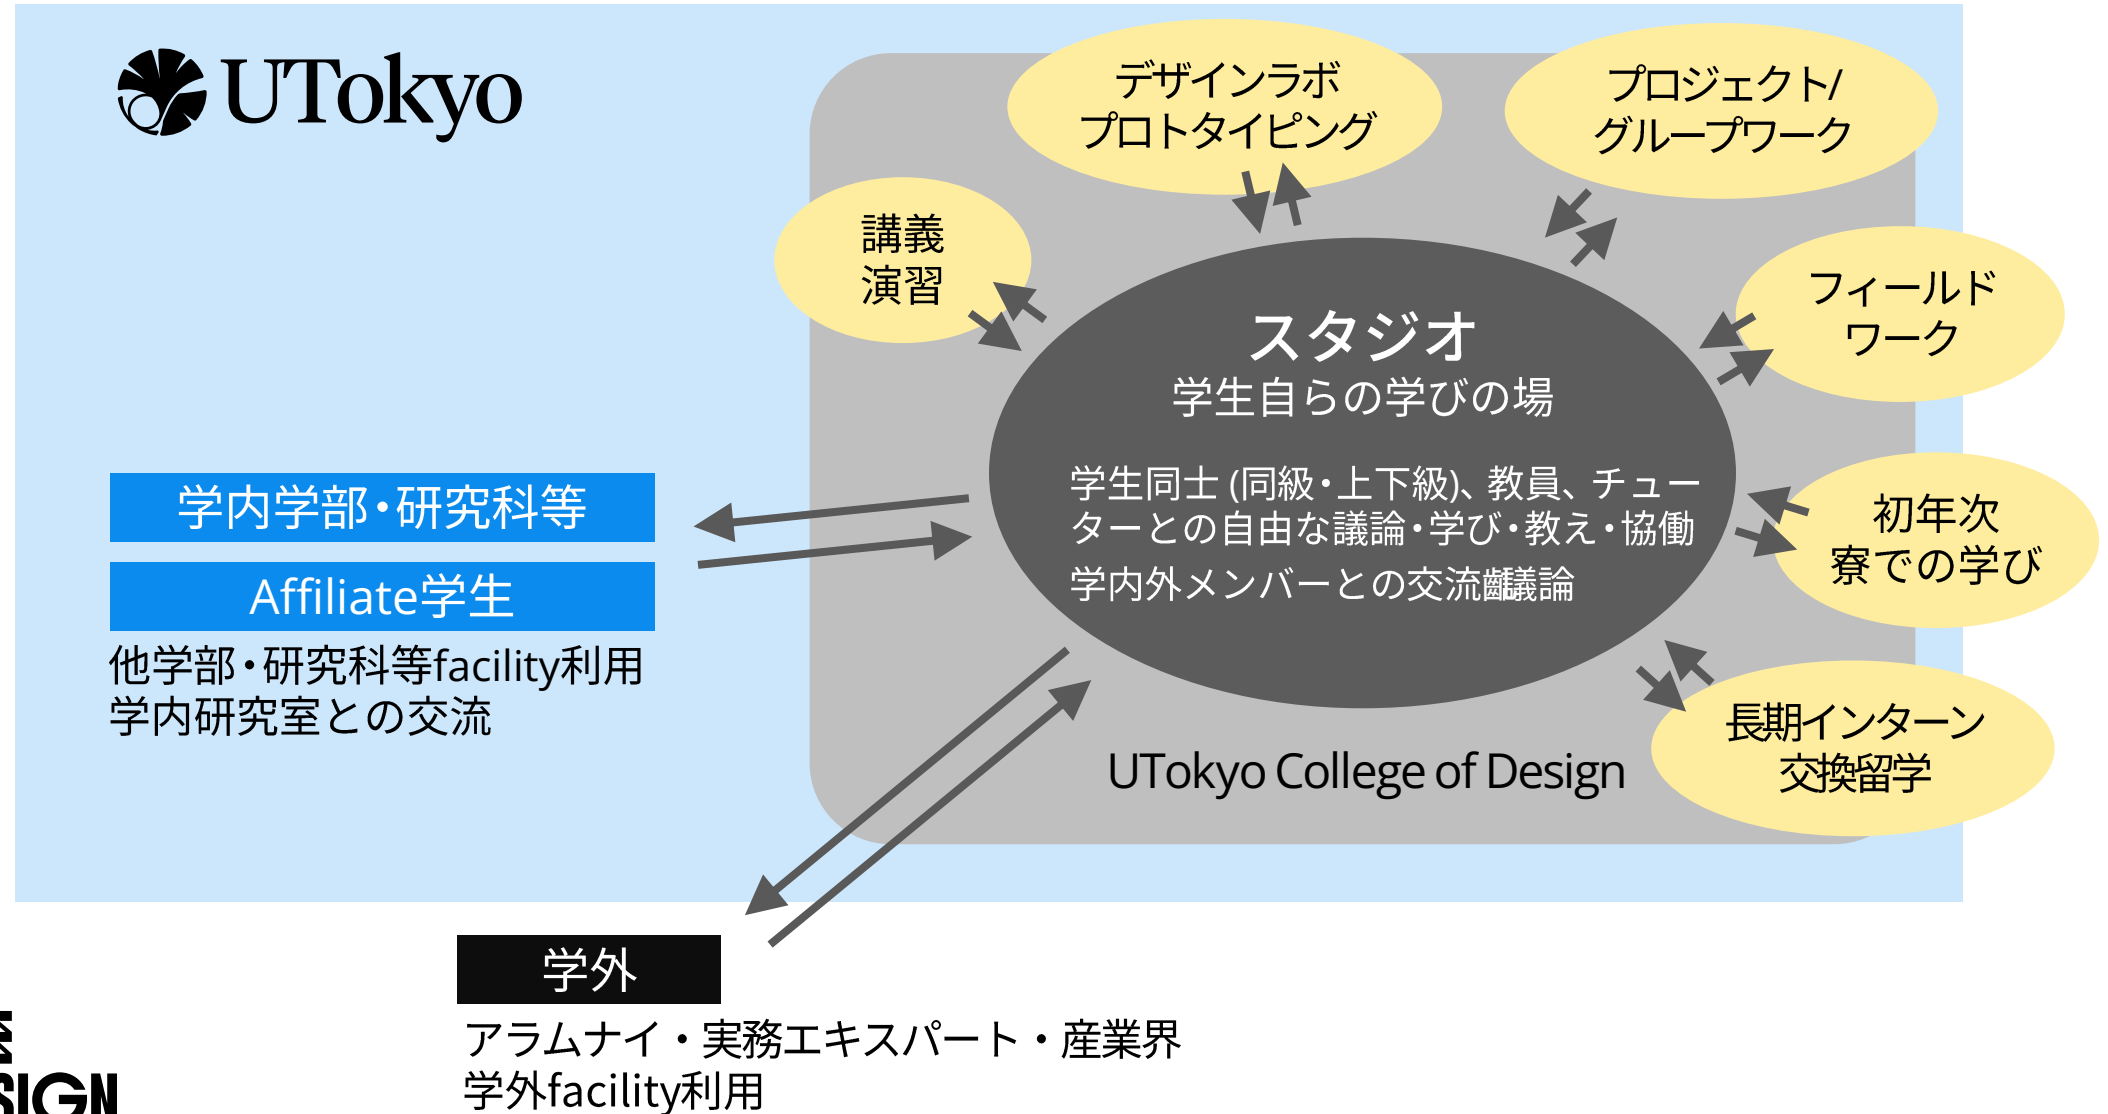 UTokyo
デザインラボ
プロトタイピング
プロジェクト/
グループワーク
講義
演習
フィールド
ワーク
スタジオ
学生自らの学びの場
学生同士 (同級・上下級)、教員、チュー
ターとの自由な議論・学び・教え・協働
学内外メンバーとの交流 議論
初年次
寮での学び
長期インターン
交換留学
UTokyo College of Design
学内学部・研究科等
Affiliate学生
他学部・研究科等facility利用
学内研究室との交流
学外
アラムナイ・実務エキスパート・産業界
学外facility利用
SIGN